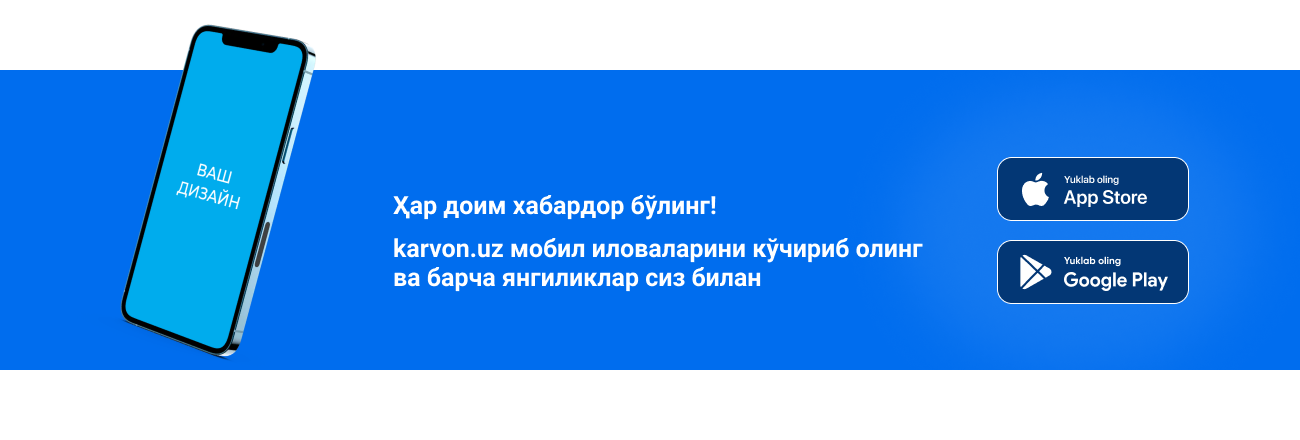 ВАШ
ДИЗАЙН
Ҳар доим хабардор бўлинг!
karvon.uz мобил иловаларини кўчириб олинг
ва барча янгиликлар сиз билан
Yuklab oling
App Store
Yuklab oling
Google Play